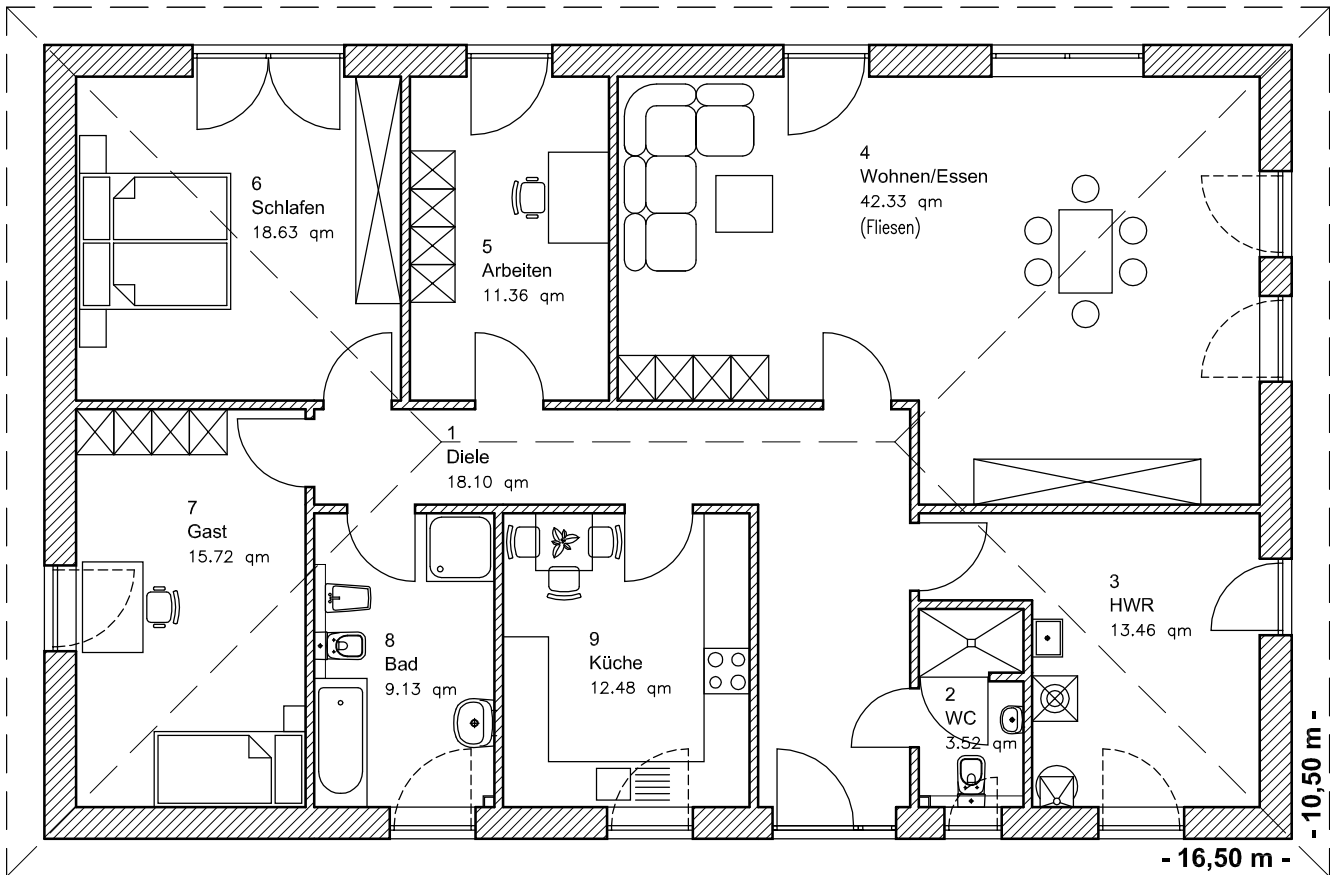 6
Schlafen
18.63 qm
5
Arbeiten
11.36 qm
4
Wohnen/Essen
42.33 qm
(Fliesen)
1
Diele
18.10 qm
7
Gast
15.72 qm
8
Bad
9.13 qm
9
Küche
12.48 qm
2
WC
3.52 qm
3
HWR
13.46 qm
- 10,50 m -
- 16,50 m -